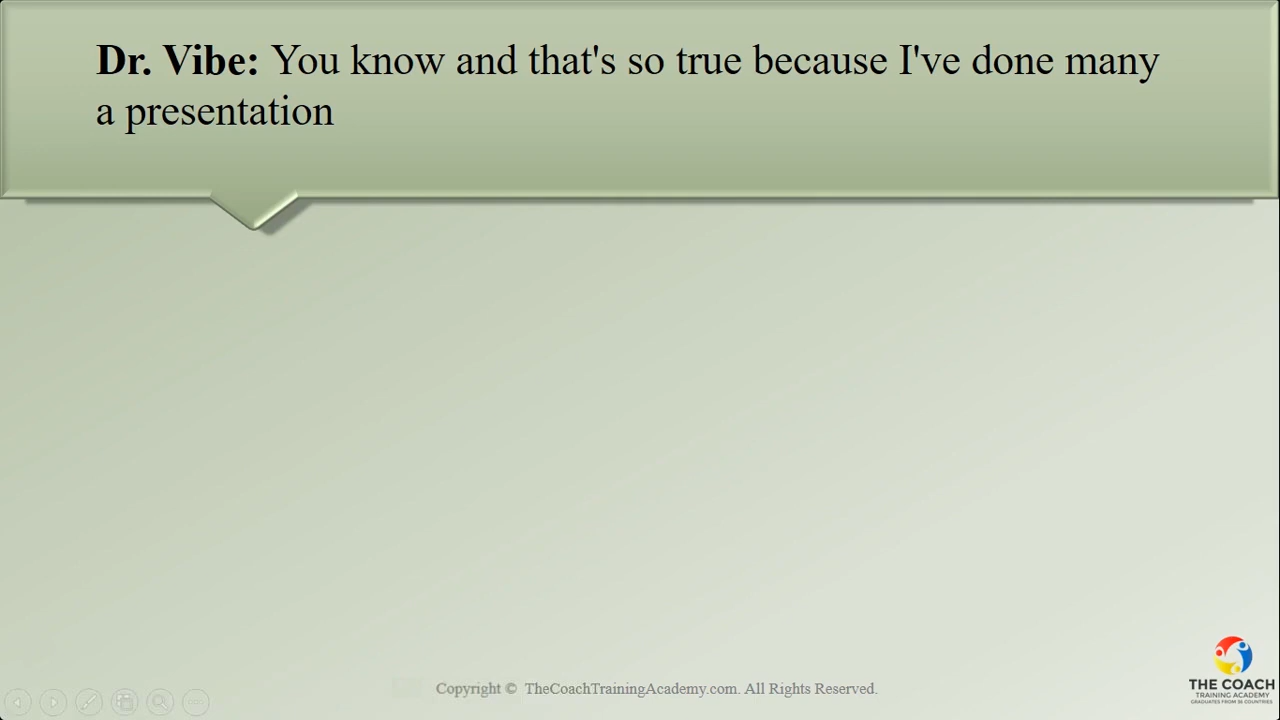 Dr. Vibe: You know and that's so true because I've done many
a presentation
Copyright © TheCoachTrainingAcademy.com. All Rights Reserved.
THE COACH
TRAINING ACADEMY
GRADUATES FROM 56 COUNTRIES